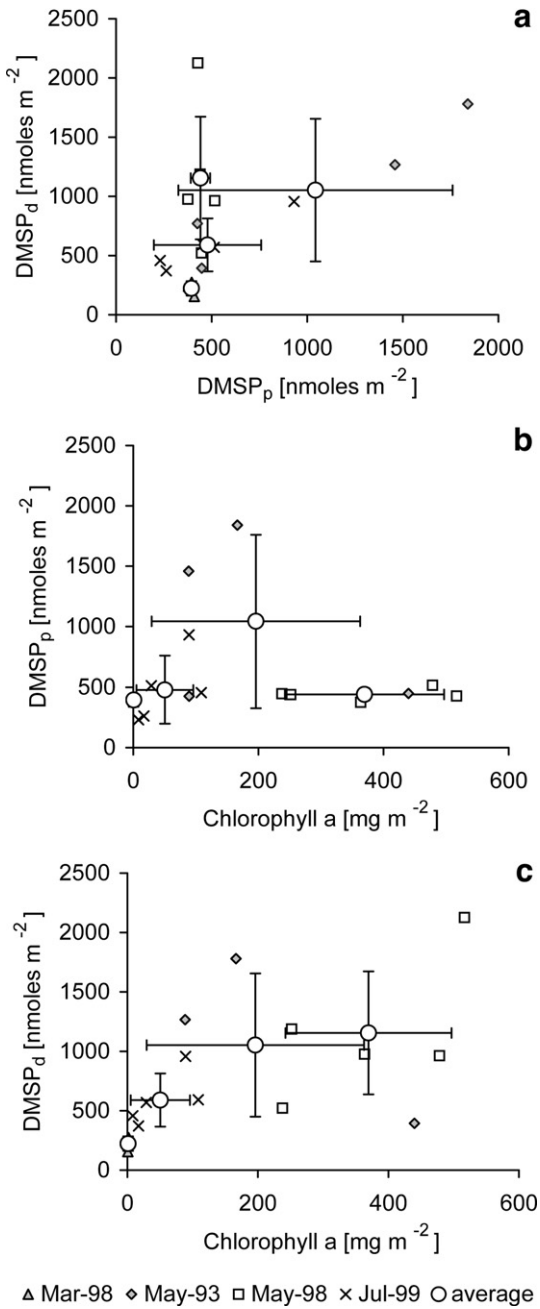 a
DMSPd [nmoles m -2]
2500
2000
1500
1000
500
0
0 500 1000 1500 2000
DMSPp [nmoles m -2]
b
DMSPp [nmoles m -2]
2500
2000
1500
1000
500
0
0 200 400 600
Chlorophyll a [mg m -2]
c
DMSPd [nmoles m -2]
2500
2000
1500
1000
500
0
0 200 400 600
Chlorophyll a [mg m -2]
Mar-98 May-93 May-98 Jul-99 average